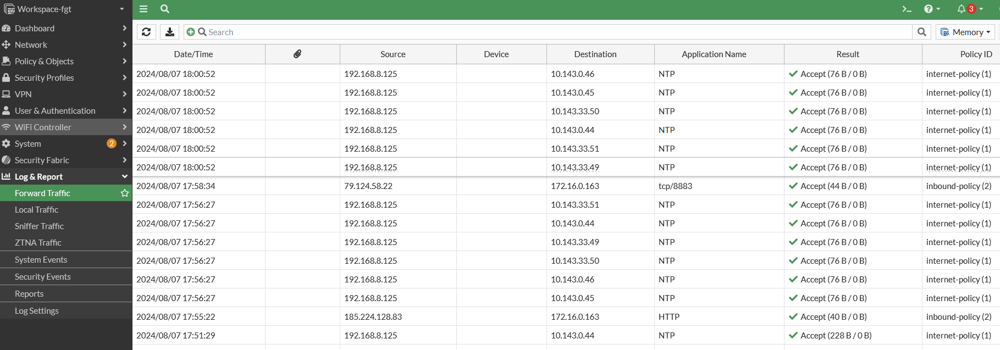 Workspace-fgt
3
Dashboard
Network
Policy & Objects
Security Profiles
VPN
User & Authentication
WiFi Controller
System 2
Security Fabric
Log & Report
Forward Traffic
Local Traffic
Sniffer Traffic
ZTNA Traffic
System Events
Security Events
Reports
Log Settings
Search
Memory
Date/Time Source Device Destination Application Name Result Policy ID
2024/08/07 18:00:52 192.168.8.125 10.143.0.46 NTP Accept (76 B / 0 B) internet-policy (1)
2024/08/07 18:00:52 192.168.8.125 10.143.0.45 NTP Accept (76 B / 0 B) internet-policy (1)
2024/08/07 18:00:52 192.168.8.125 10.143.33.50 NTP Accept (76 B / 0 B) internet-policy (1)
2024/08/07 18:00:52 192.168.8.125 10.143.0.44 NTP Accept (76 B / 0 B) internet-policy (1)
2024/08/07 18:00:52 192.168.8.125 10.143.33.51 NTP Accept (76 B / 0 B) internet-policy (1)
2024/08/07 18:00:52 192.168.8.125 10.143.33.49 NTP Accept (76 B / 0 B) internet-policy (1)
2024/08/07 17:58:34 79.124.58.22 172.16.0.163 tcp/8883 Accept (44 B / 0 B) inbound-policy (2)
2024/08/07 17:56:27 192.168.8.125 10.143.33.51 NTP Accept (76 B / 0 B) internet-policy (1)
2024/08/07 17:56:27 192.168.8.125 10.143.0.44 NTP Accept (76 B / 0 B) internet-policy (1)
2024/08/07 17:56:27 192.168.8.125 10.143.33.49 NTP Accept (76 B / 0 B) internet-policy (1)
2024/08/07 17:56:27 192.168.8.125 10.143.33.50 NTP Accept (76 B / 0 B) internet-policy (1)
2024/08/07 17:56:27 192.168.8.125 10.143.0.46 NTP Accept (76 B / 0 B) internet-policy (1)
2024/08/07 17:56:27 192.168.8.125 10.143.0.45 NTP Accept (76 B / 0 B) internet-policy (1)
2024/08/07 17:55:22 185.224.128.83 172.16.0.163 HTTP Accept (40 B / 0 B) inbound-policy (2)
2024/08/07 17:51:29 192.168.8.125 10.143.0.44 NTP Accept (228 B / 0 B) internet-policy (1)